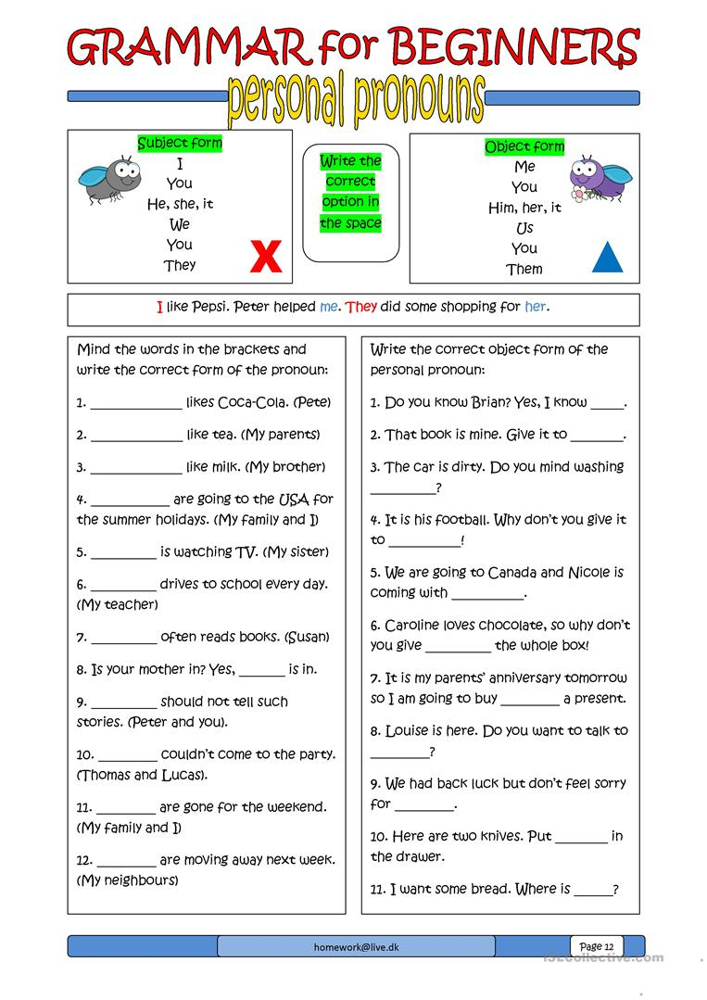 GRAMMAR for BEGINNERS
personal pronouns
Subject form
I
You
He, she, it
We
You
They
X
Write the
correct
option in
the space
Object form
Me
You
Him, her, it
Us
You
Them
I like Pepsi. Peter helped me. They did some shopping for her.
Mind the words in the brackets and
write the correct form of the pronoun:
1. _____________ likes Coca-Cola. (Pete)
2. _____________ like tea. (My parents)
3. _____________ like milk. (My brother)
4. ___________ are going to the USA for
the summer holidays. (My family and I)
5. _________ is watching TV. (My sister)
6. _________ drives to school every day.
(My teacher)
7. _________ often reads books. (Susan)
8. Is your mother in? Yes, _______ is in.
9. _________ should not tell such
stories. (Peter and you).
10. ________ couldn't come to the party.
(Thomas and Lucas).
11. ________ are gone for the weekend.
(My family and I)
12. ________ are moving away next week.
(My neighbours)
Write the correct object form of the
personal pronoun:
1. Do you know Brian? Yes, I know _____.
2. That book is mine. Give it to ________.
3. The car is dirty. Do you mind washing
_________?
4. It is his football. Why don't you give it
to __________!
5. We are going to Canada and Nicole is
coming with __________.
6. Caroline loves chocolate, so why don't
you give _________ the whole box!
7. It is my parents' anniversary tomorrow
so I am going to buy ________ a present.
8. Louise is here. Do you want to talk to
________?
9. We had back luck but don't feel sorry
for ________.
10. Here are two knives. Put _______ in
the drawer.
11. I want some bread. Where is _____?
homework@live.dk
Page 12
iSLcollective.com